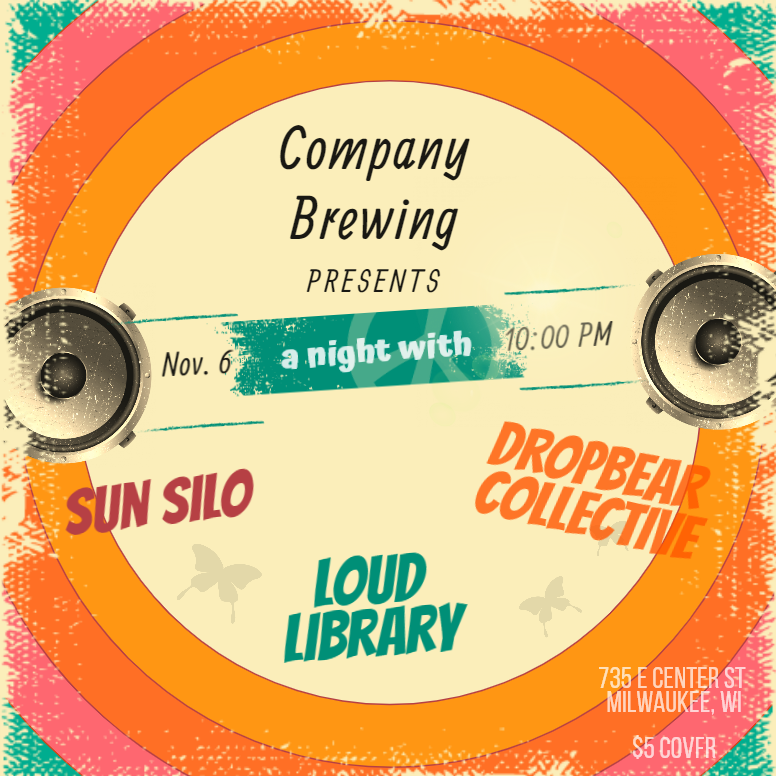 Company
Brewing
PRESENTS
Nov. 6
a night with
10:00 PM
SUN SILO
DROPBEAR
COLLECTIVE
LOUD
LIBRARY
735 E CENTER ST
MILWAUKEE, WI
$5 COVER